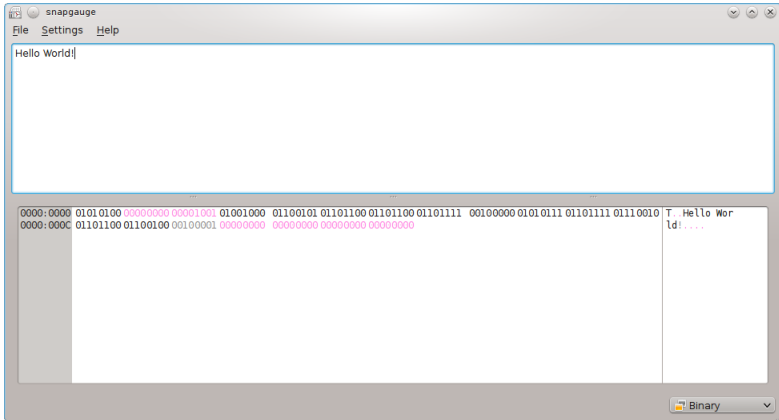 snapgauge
File Settings Help
Hello World!
0000:0000 01010100 00000000 00001001 01001000 01100101 01101100 01101100 01101111 00100000 01010111 01101111 01110010 T..Hello Wor
0000:000C 01101100 01100100 00100001 00000000 00000000 00000000 00000000 ld!....
Binary